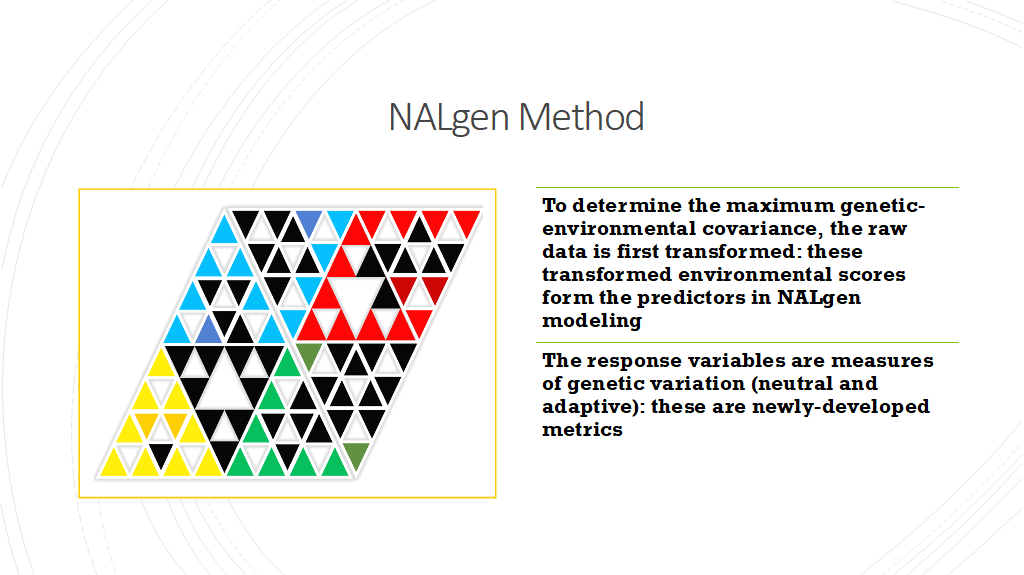 NALgen Method
To determine the maximum genetic-
environmental covariance, the raw
data is first transformed: these
transformed environmental scores
form the predictors in NALgen
modeling
The response variables are measures
of genetic variation (neutral and
adaptive): these are newly-developed
metrics